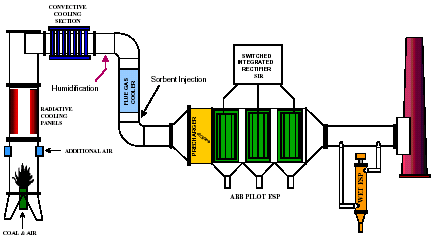 CONVECTIVE
COOLING
SECTION
Humidification
FLUE GAS
COOLER
Sorbent Injection
SWITCHED
INTEGRATED
RECTIFIER
SIR
RADIATIVE
COOLING
PANELS
ADDITIONAL AIR
COAL & AIR
PRECHARGER
ABB PILOT ESP
WET ESP